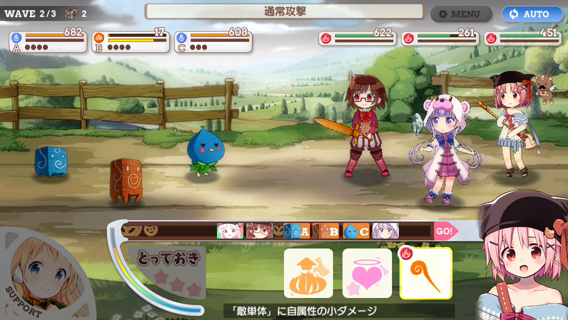 WAVE 2/3 2
通常攻撃
MENU
AUTO
682
17
608
622
261
451
A
B
C
A B C GO!
とっておき
SUPPORT
「敵単体」に自属性の小ダメージ